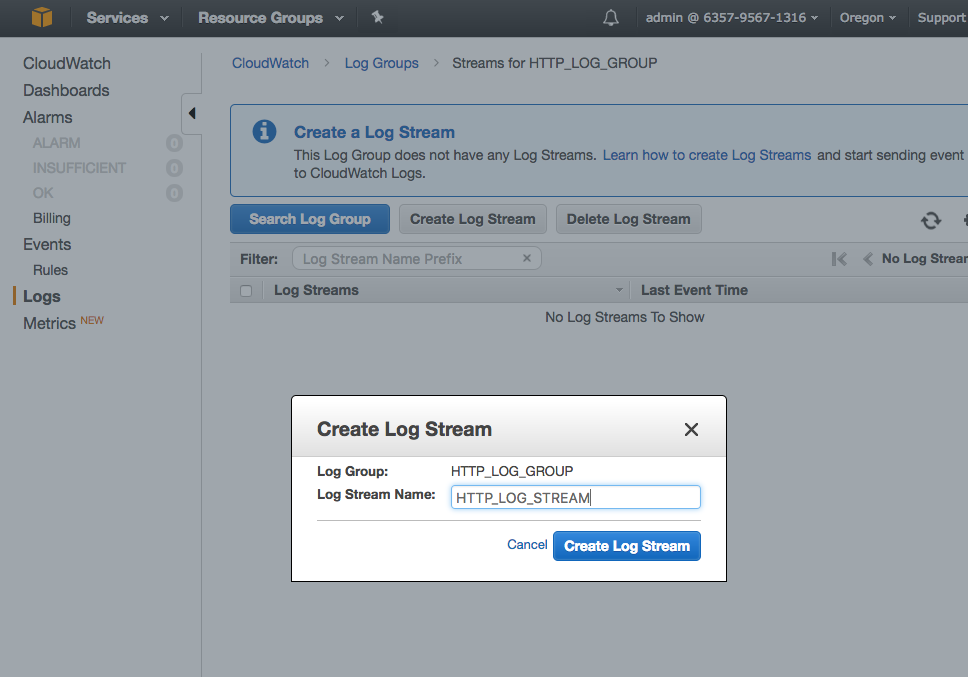 Services Resource Groups admin @ 6357-9567-1316 Oregon Support
CloudWatch
Dashboards
Alarms
ALARM 0
INSUFFICIENT 0
OK 0
Billing
Events
Rules
Logs
Metrics NEW
CloudWatch > Log Groups > Streams for HTTP_LOG_GROUP
Create a Log Stream
This Log Group does not have any Log Streams. Learn how to create Log Streams and start sending event
to CloudWatch Logs.
Search Log Group Create Log Stream Delete Log Stream
Filter: Log Stream Name Prefix × No Log Strear
Log Streams Last Event Time
No Log Streams To Show
Create Log Stream
Log Group: HTTP_LOG_GROUP
Log Stream Name: HTTP_LOG_STREAM
Cancel Create Log Stream